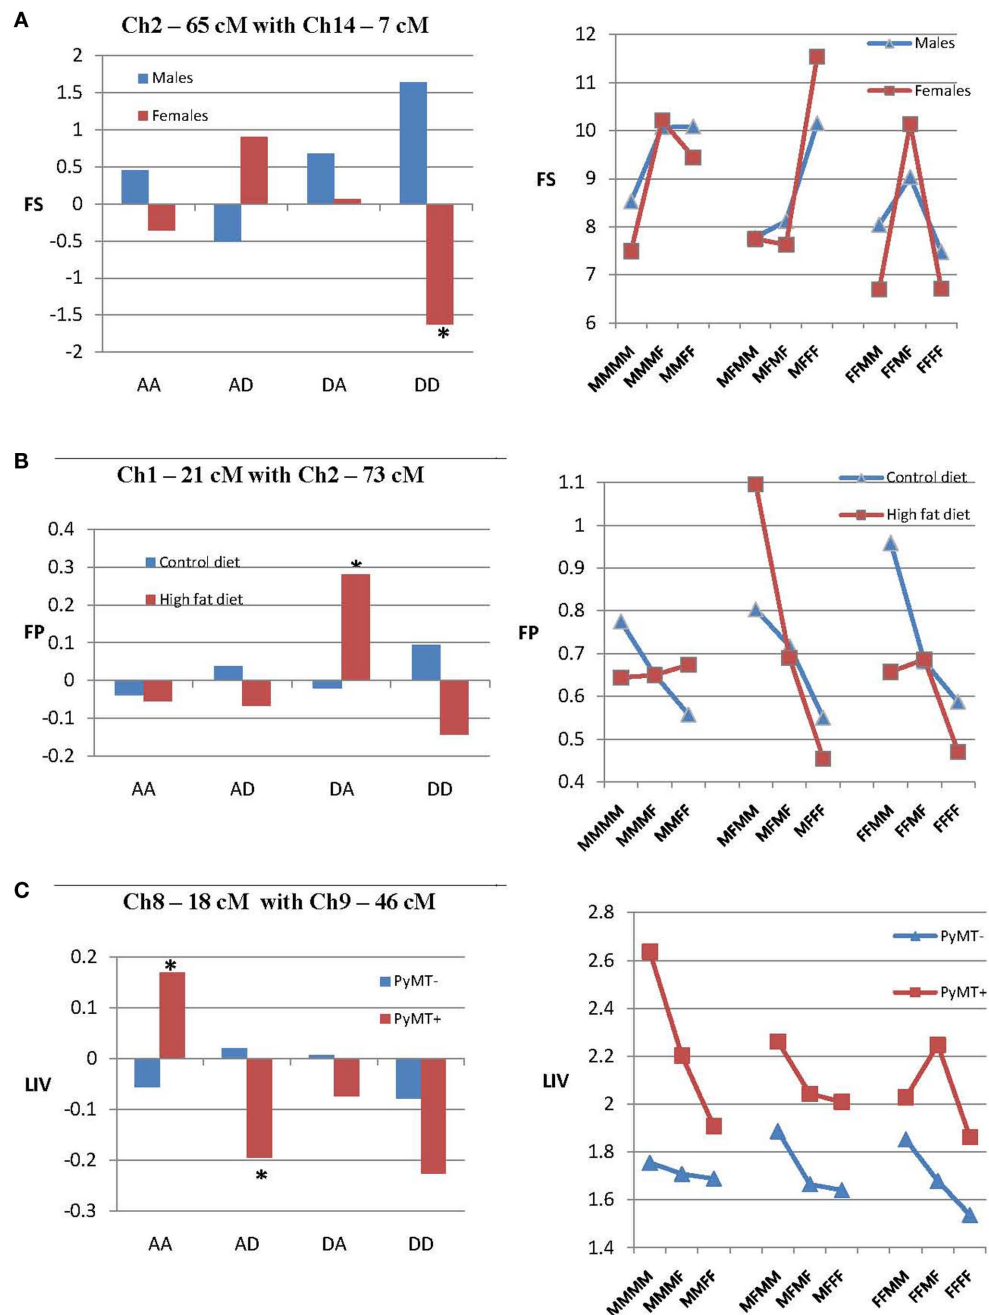 A
Ch2 – 65 cM with Ch14 – 7 cM
2
1.5
1
0.5
0
-0.5
-1
-1.5
-2
FS
Males
Females
*
AA AD DA DD
12
11
10
9
8
7
6
FS
Males
Females
MMMM MMMF MMFF MFMM MFMF MFFF FFMM FFMF FFFF
B
Ch1 – 21 cM with Ch2 – 73 cM
0.4
0.3
0.2
0.1
0
-0.1
-0.2
FP
Control diet
High fat diet
*
AA AD DA DD
1.1
1
0.9
0.8
0.7
0.6
0.5
0.4
FP
Control diet
High fat diet
MMMM MMMF MMFF MFMM MFMF MFFF FFMM FFMF FFFF
C
Ch8 – 18 cM with Ch9 – 46 cM
0.2
0.1
0
-0.1
-0.2
-0.3
LIV
PyMT-
PyMT+
*
*
AA AD DA DD
2.8
2.6
2.4
2.2
2
1.8
1.6
1.4
LIV
PyMT-
PyMT+
MMMM MMMF MMFF MFMM MFMF MFFF FFMM FFMF FFFF